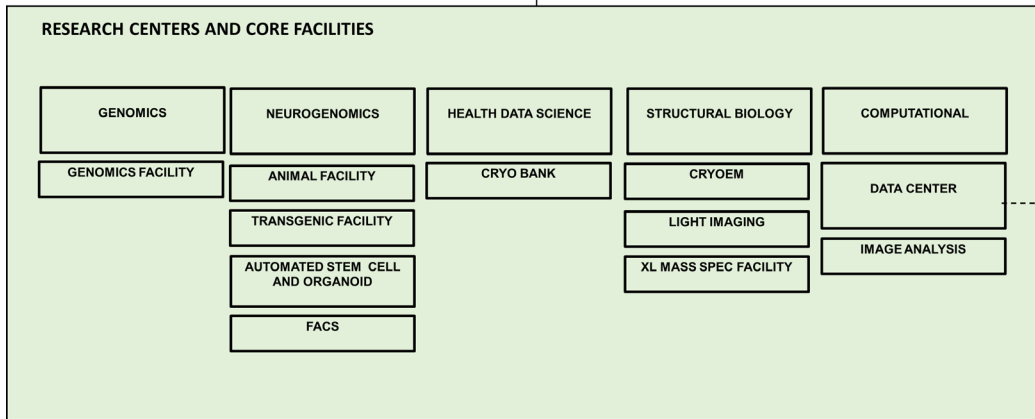 RESEARCH CENTERS AND CORE FACILITIES
GENOMICS
NEUROGENOMICS
HEALTH DATA SCIENCE
STRUCTURAL BIOLOGY
COMPUTATIONAL
GENOMICS FACILITY
ANIMAL FACILITY
CRYO BANK
CRYOEM
DATA CENTER
TRANSGENIC FACILITY
LIGHT IMAGING
IMAGE ANALYSIS
AUTOMATED STEM CELL
AND ORGANOID
XL MASS SPEC FACILITY
FACS